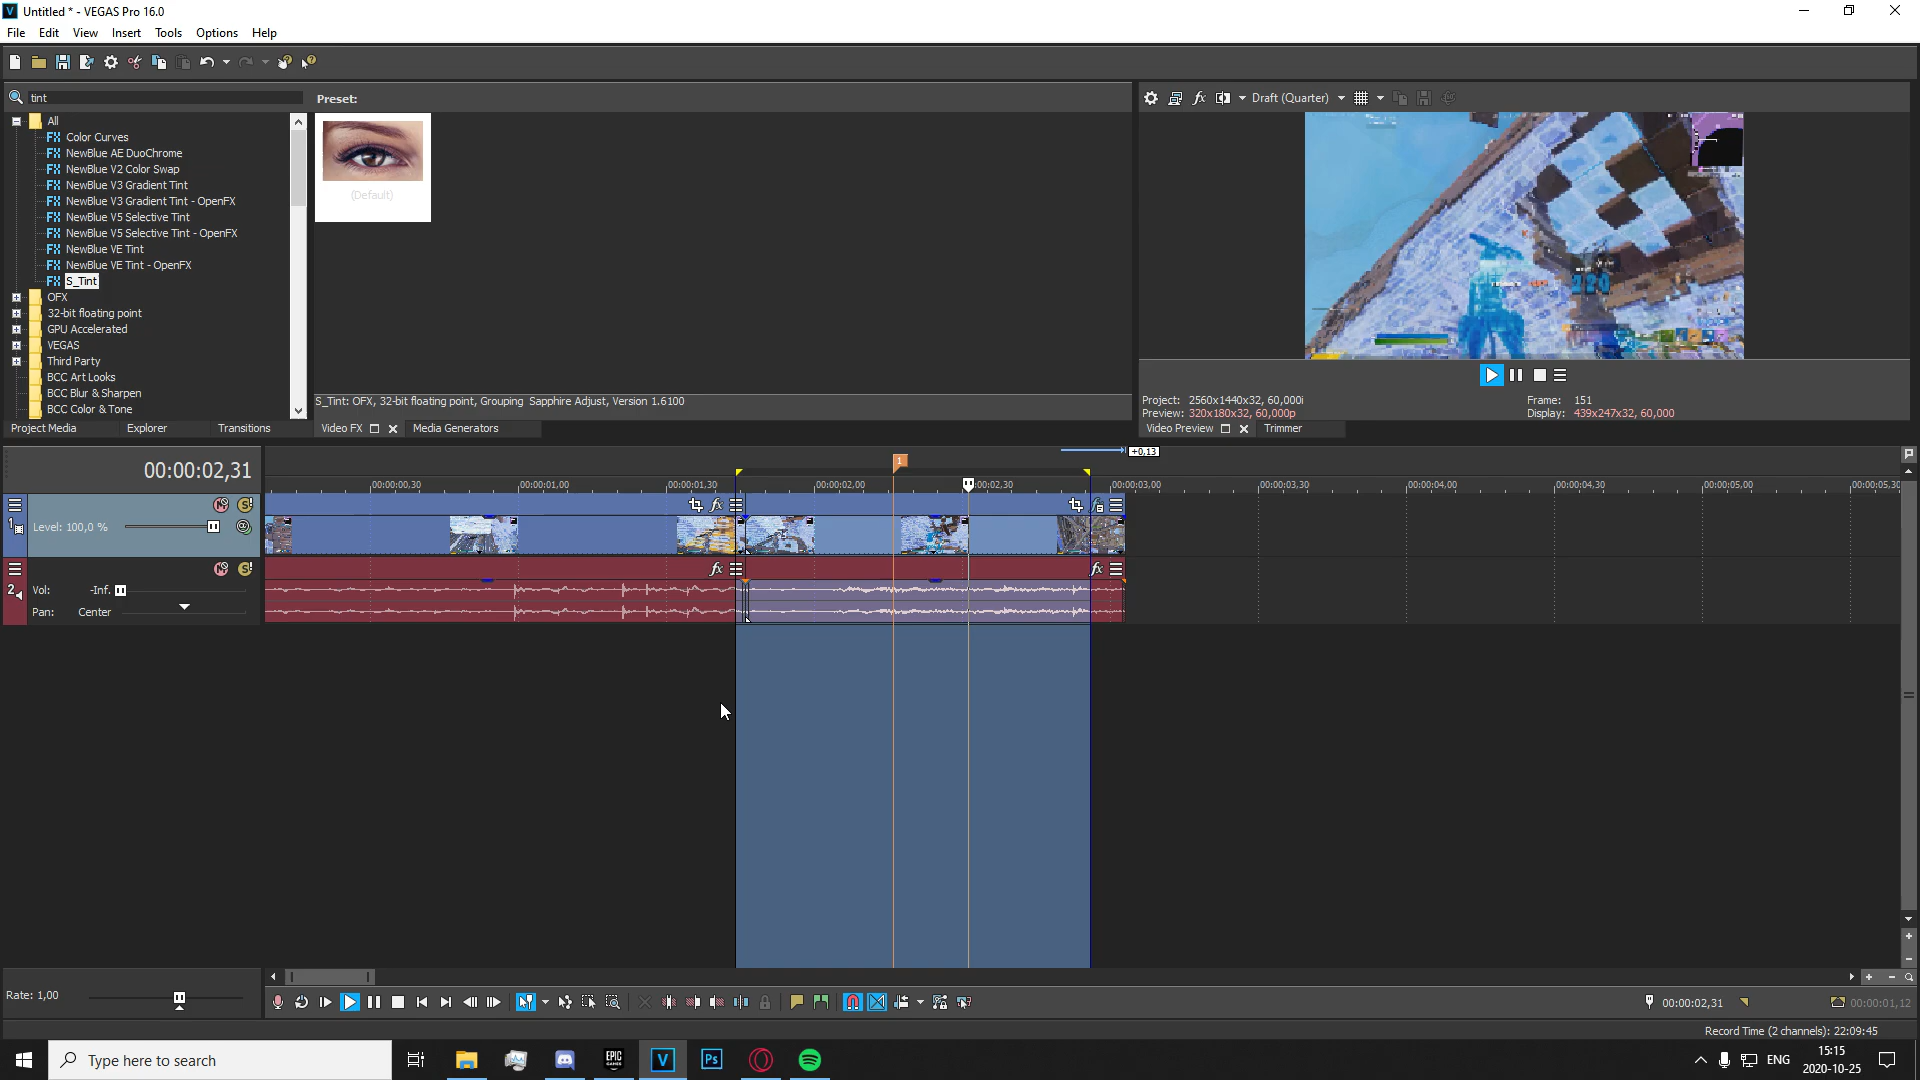 Untitled * - VEGAS Pro 16.0
File Edit View Insert Tools Options Help
tint
Preset:
Draft (Quarter)
All
Color Curves
NewBlue AE DuoChrome
NewBlue V2 Color Swap
NewBlue V3 Gradient Tint
NewBlue V3 Gradient Tint - OpenFX
NewBlue V5 Selective Tint
NewBlue V5 Selective Tint - OpenFX
NewBlue VE Tint
NewBlue VE Tint - OpenFX
S_Tint
OFX
32-bit floating point
GPU Accelerated
VEGAS
Third Party
BCC Art Looks
BCC Blur & Sharpen
BCC Color & Tone
(Default)
220
S_Tint: OFX, 32-bit floating point, Grouping Sapphire Adjust, Version 1.6100
Project: 2560x1440x32, 60,000i
Frame: 151
Preview: 320x180x32, 60,000p
Display: 439x247x32, 60,000
Project Media Explorer Transitions Video FX Media Generators
Video Preview Trimmer
+0,13
00:00:02,31
1
00:00:00,30 00:00:01,00 00:00:01,30 00:00:02,00 :00:02,30 00:00:03,00 00:00:03,30 00:00:04,00 00:00:04,30 00:00:05,00 00:00:05,30
1
Level: 100,0 %
2
Vol: -Inf.
Pan: Center
Rate: 1,00
00:00:02,31
00:00:01,12
Record Time (2 channels): 22:09:45
Type here to search
EPIC GAMES
V
Ps
ENG
15:15
2020-10-25